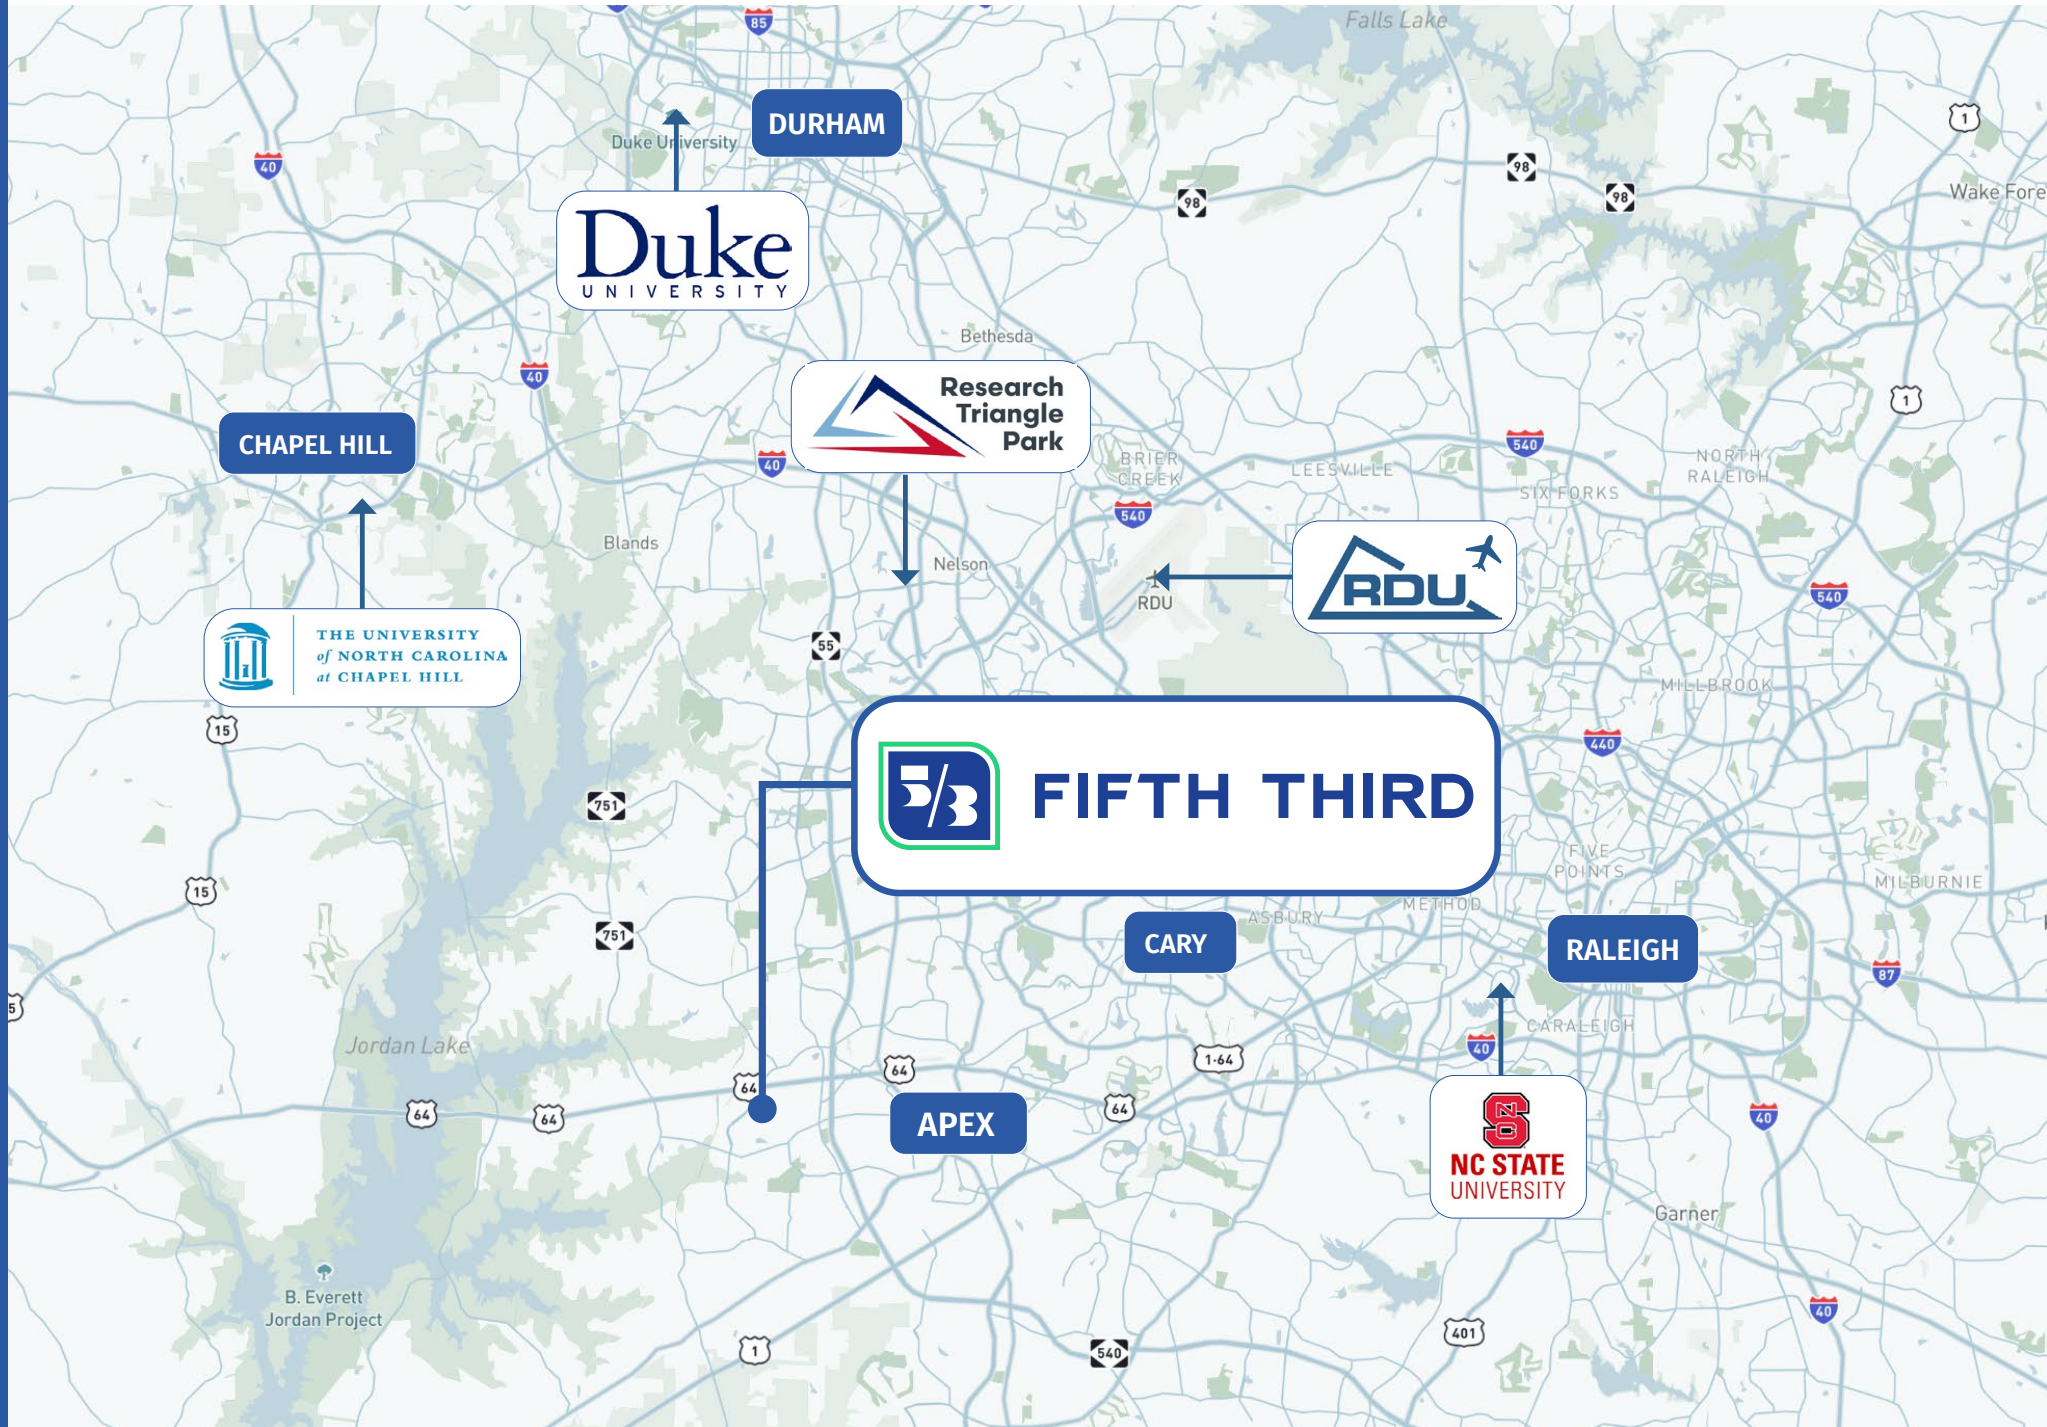 85
Falls Lake
1
DURHAM
Duke University
40
98
98
98
Wake Fore
Duke
UNIVERSITY
Bethesda
40
Research
Triangle
Park
1
CHAPEL HILL
40
BRIER
CREEK
LEESVILLE
540
NORTH
RALEIGH
SIX FORKS
540
Blands
Nelson
RDU
RDU
540
THE UNIVERSITY
of NORTH CAROLINA
at CHAPEL HILL
55
MILLBROOK
15
440
751
5/3 FIFTH THIRD
FIVE
POINTS
15
MILBURNIE
METHOD
ASBURY
751
CARY
RALEIGH
87
5
CARALEIGH
Jordan Lake
40
1-64
64
64
64
64
64
APEX
40
NC STATE
UNIVERSITY
Garner
B. Everett
Jordan Project
40
401
1
540